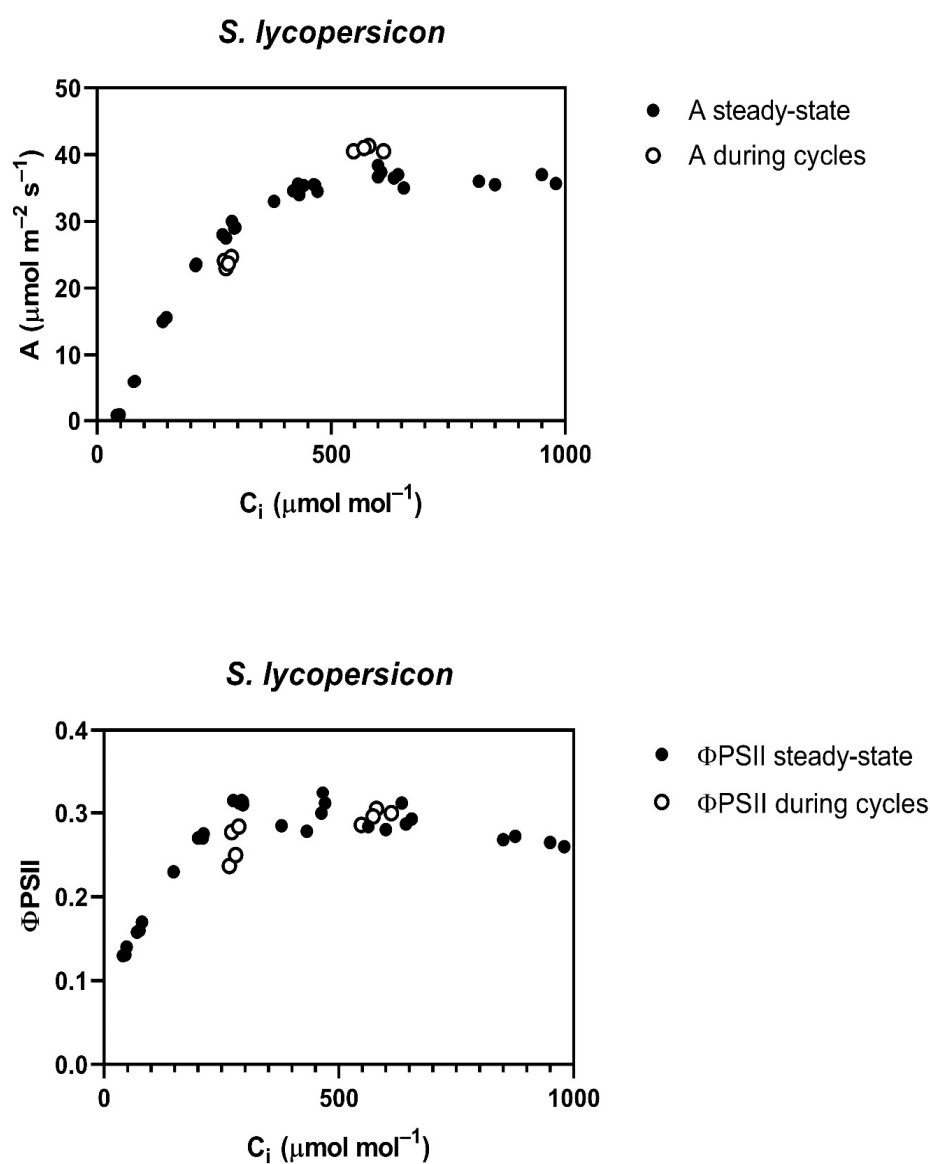 S. lycopersicon
50
40
30
20
10
0
A (μmol m−2 s−1)
0 500 1000
Ci (μmol mol−1)
A steady-state
A during cycles
S. lycopersicon
0.4
0.3
0.2
0.1
0.0
ΦPSII
0 500 1000
Ci (μmol mol−1)
ΦPSII steady-state
ΦPSII during cycles